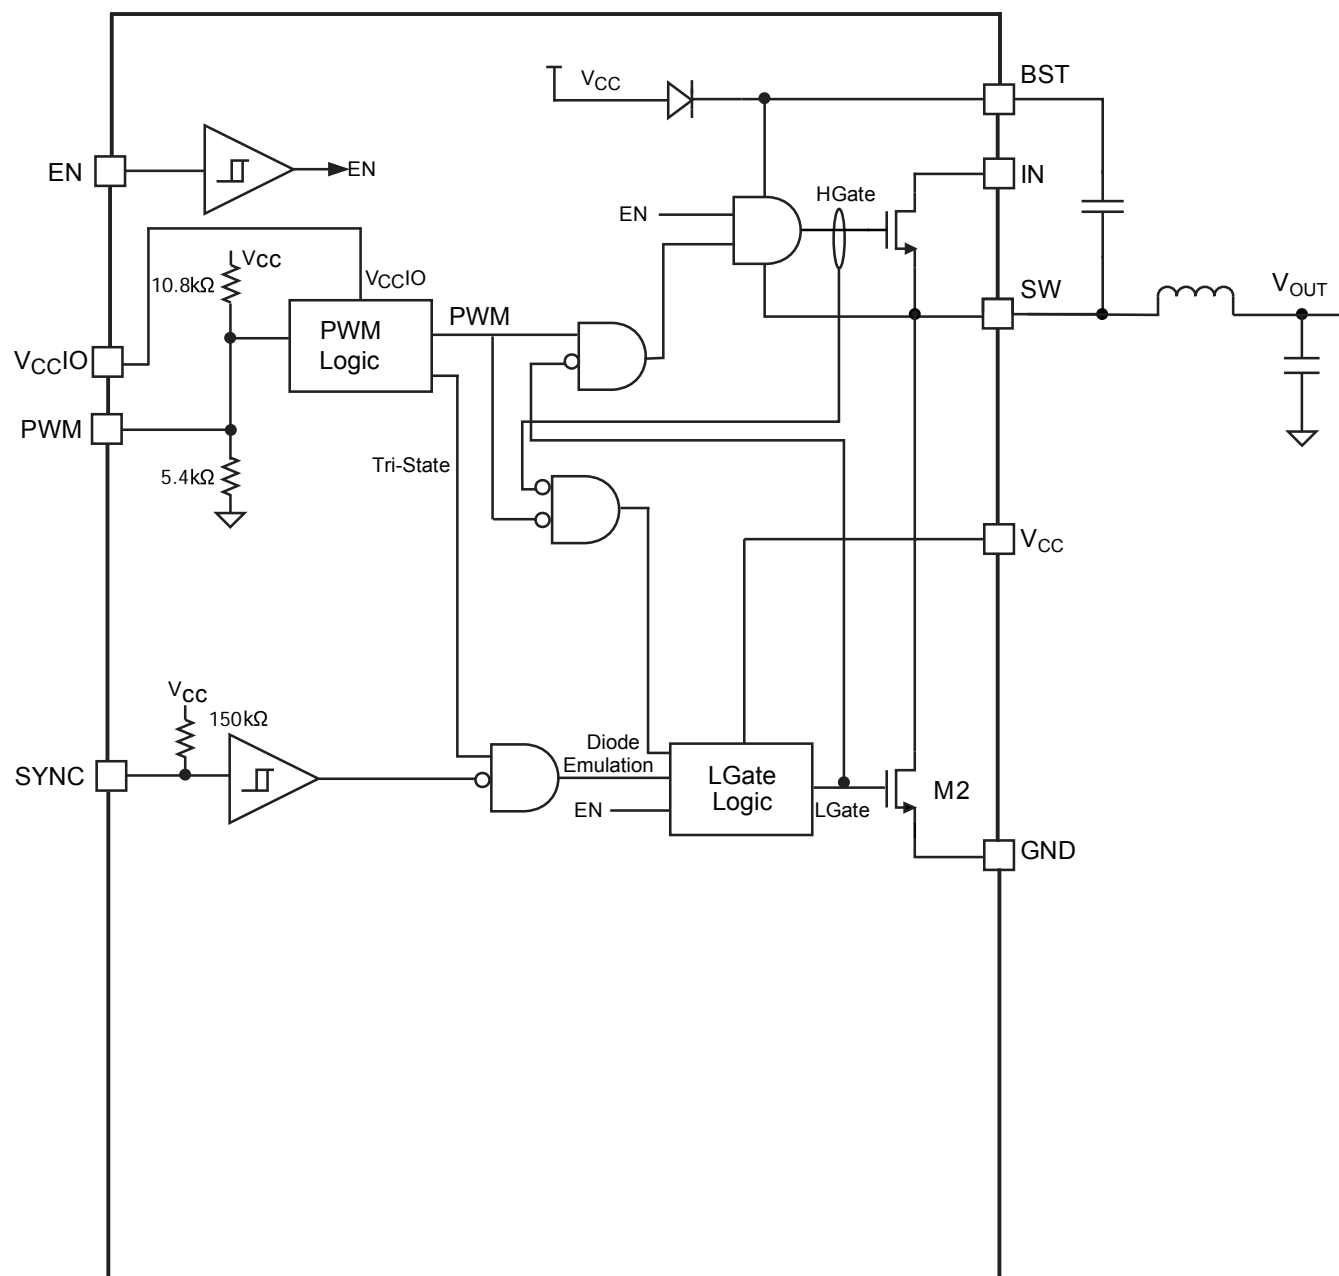 BST
VCC
EN
EN
IN
HGate
EN
Vcc
10.8kΩ
VCCIO
SW
VOUT
PWM
PWM
Logic
VCCIO
PWM
Tri-State
5.4kΩ
VCC
VCC
150kΩ
SYNC
Diode
Emulation
EN
LGate
Logic
LGate
M2
GND